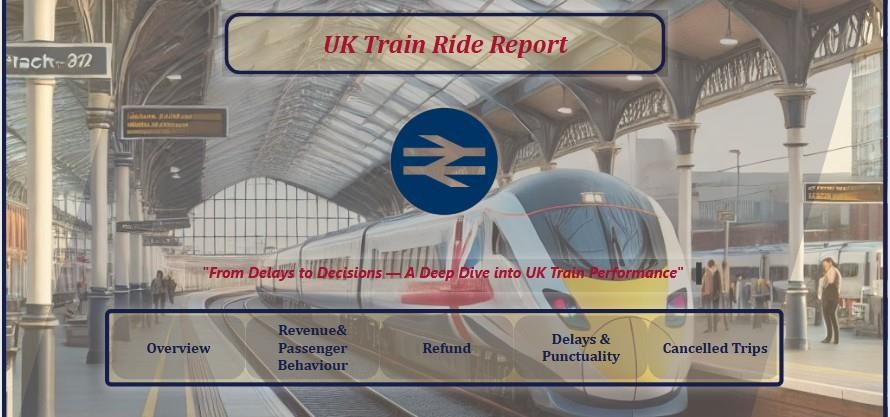 UK Train Ride Report
"From Delays to Decisions — A Deep Dive into UK Train Performance"
Overview
Revenue&
Passenger
Behaviour
Refund
Delays &
Punctuality
Cancelled Trips